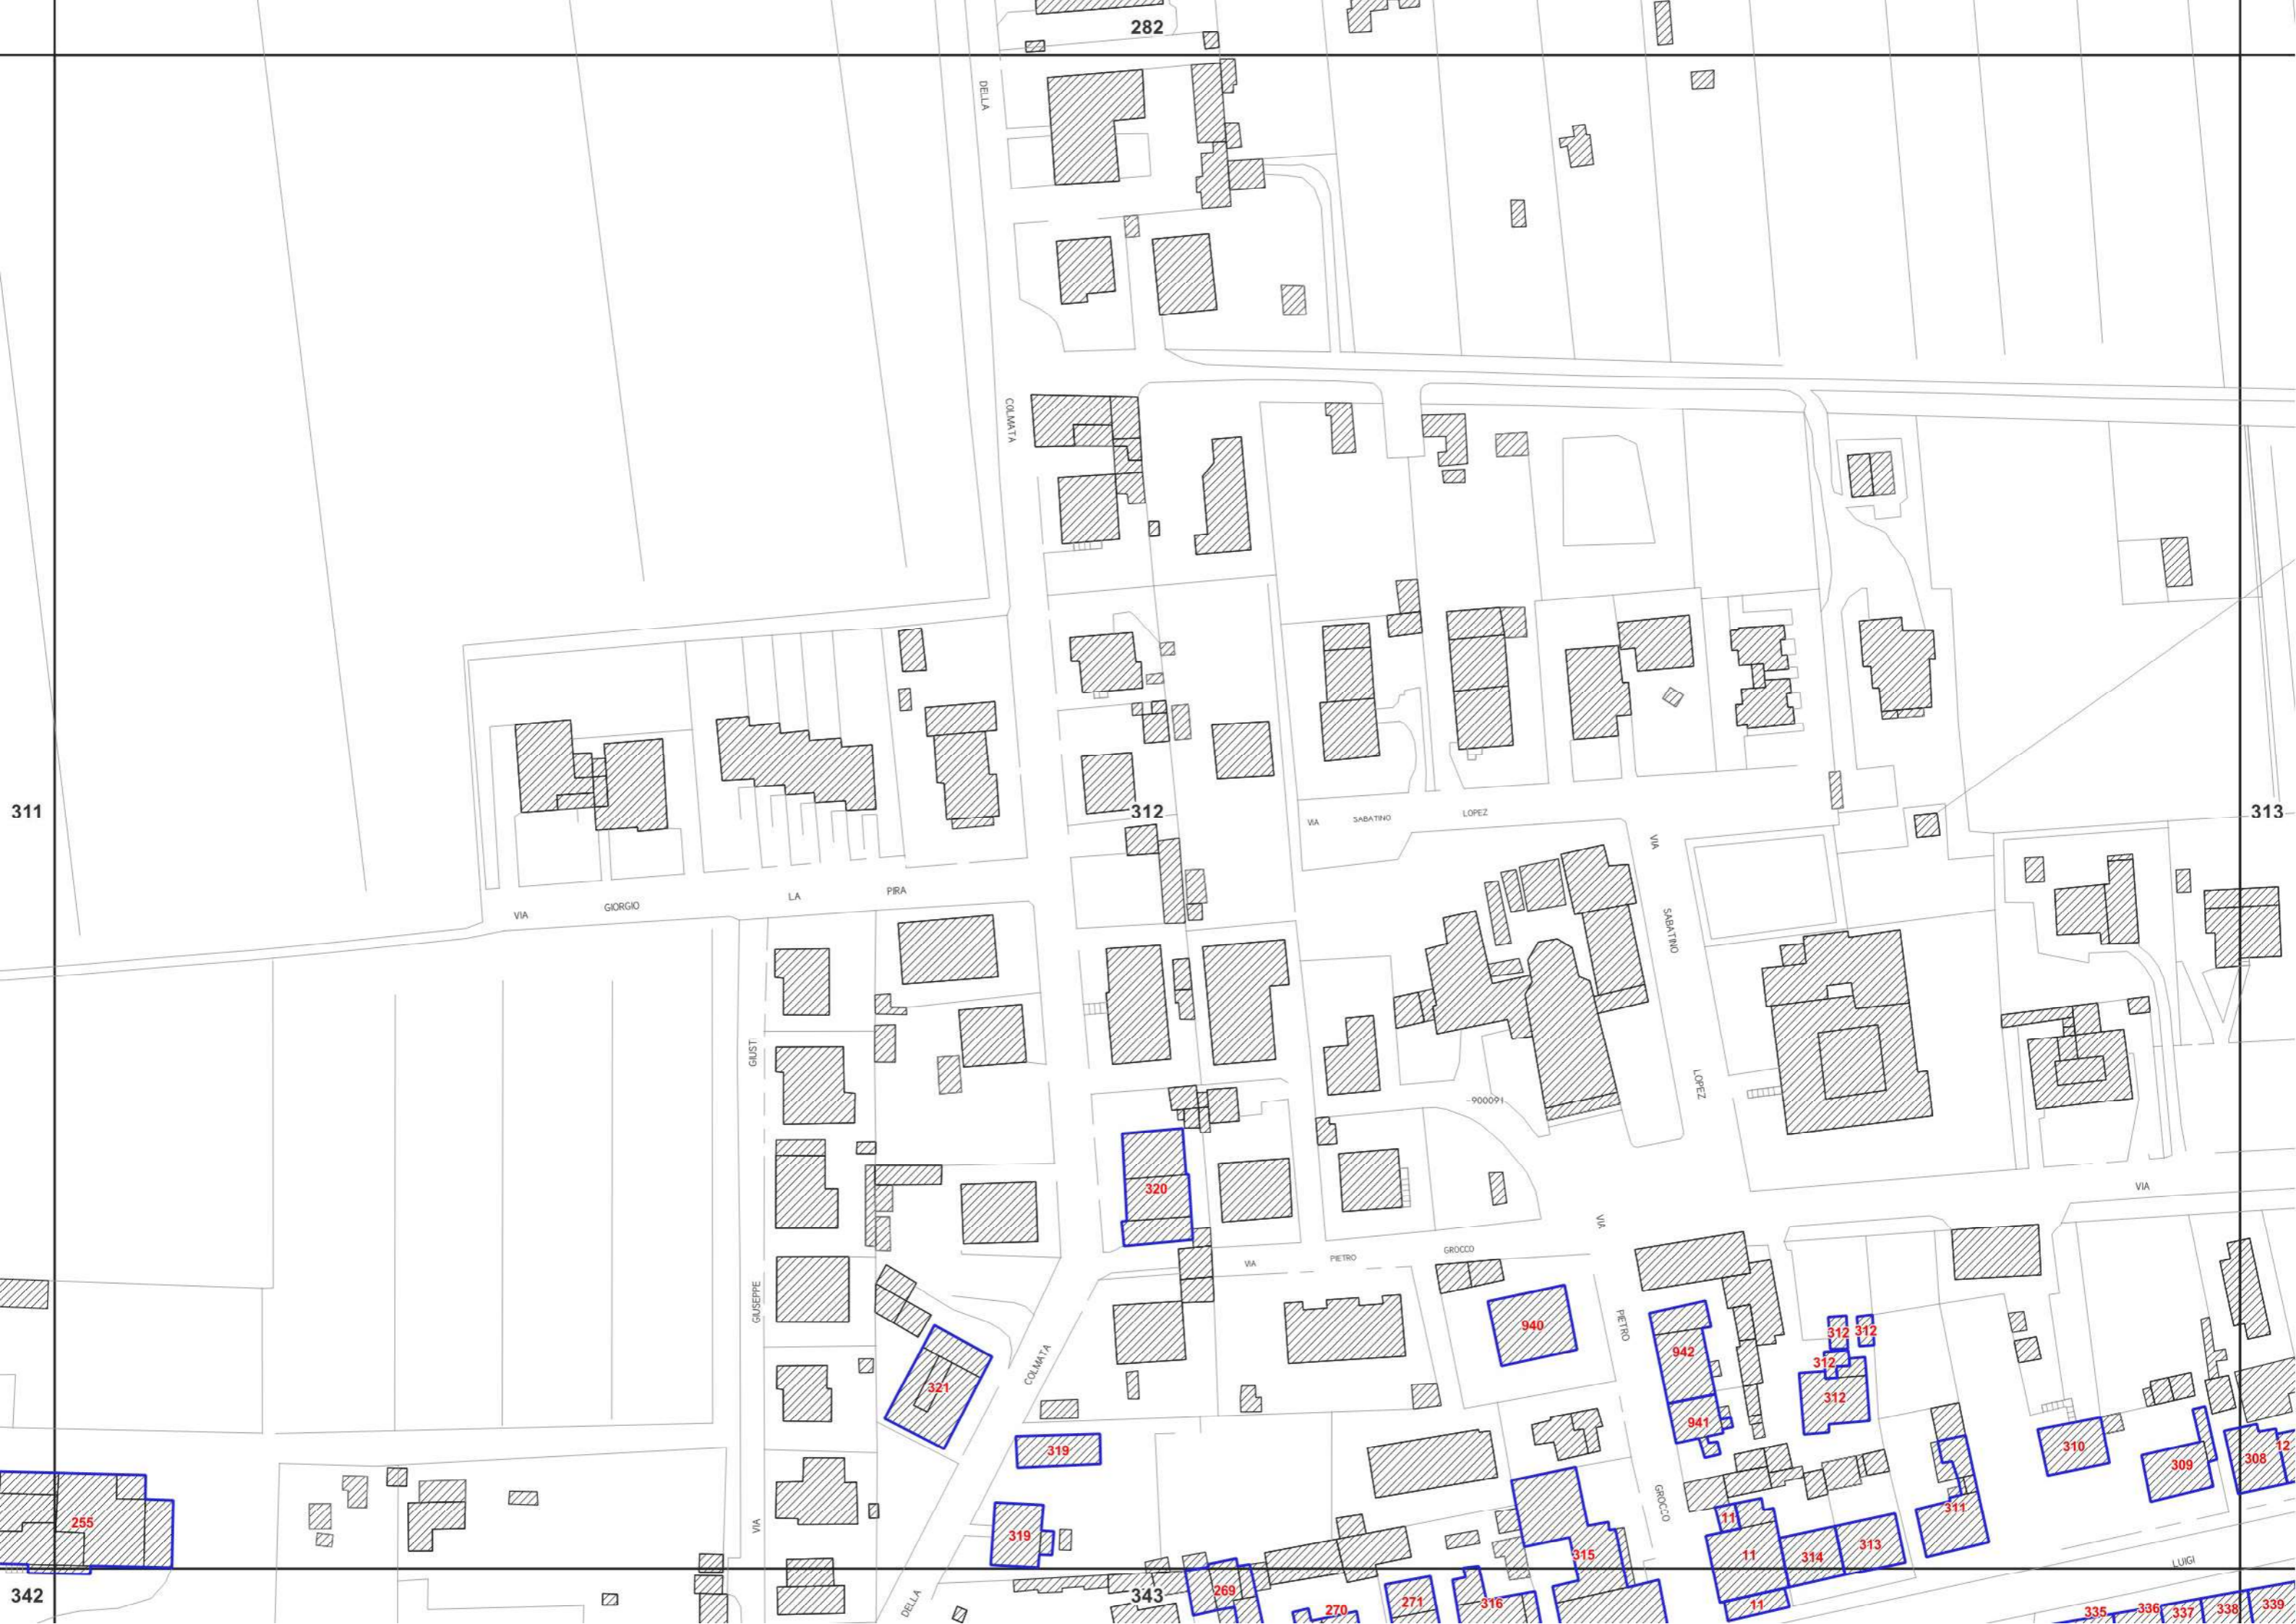 282
DELLA
COLMATA
311
312
313
VIA SABATINO LOPEZ
VIA GIORGIO LA PIRA
VIA
SABATINO
LOPEZ
GIUST
GIUSEPPE
VIA
-900091
320
VIA
VIA PIETRO GROCCO
VIA
PIETRO
GROCCO
940
942
941
312
312
312
312
321
COLMATA
DELLA
319
319
255
310
309
308
12
311
11
11
11
314
313
315
LUIGI
342
343
269
270
271
316
335
336
337
338
339